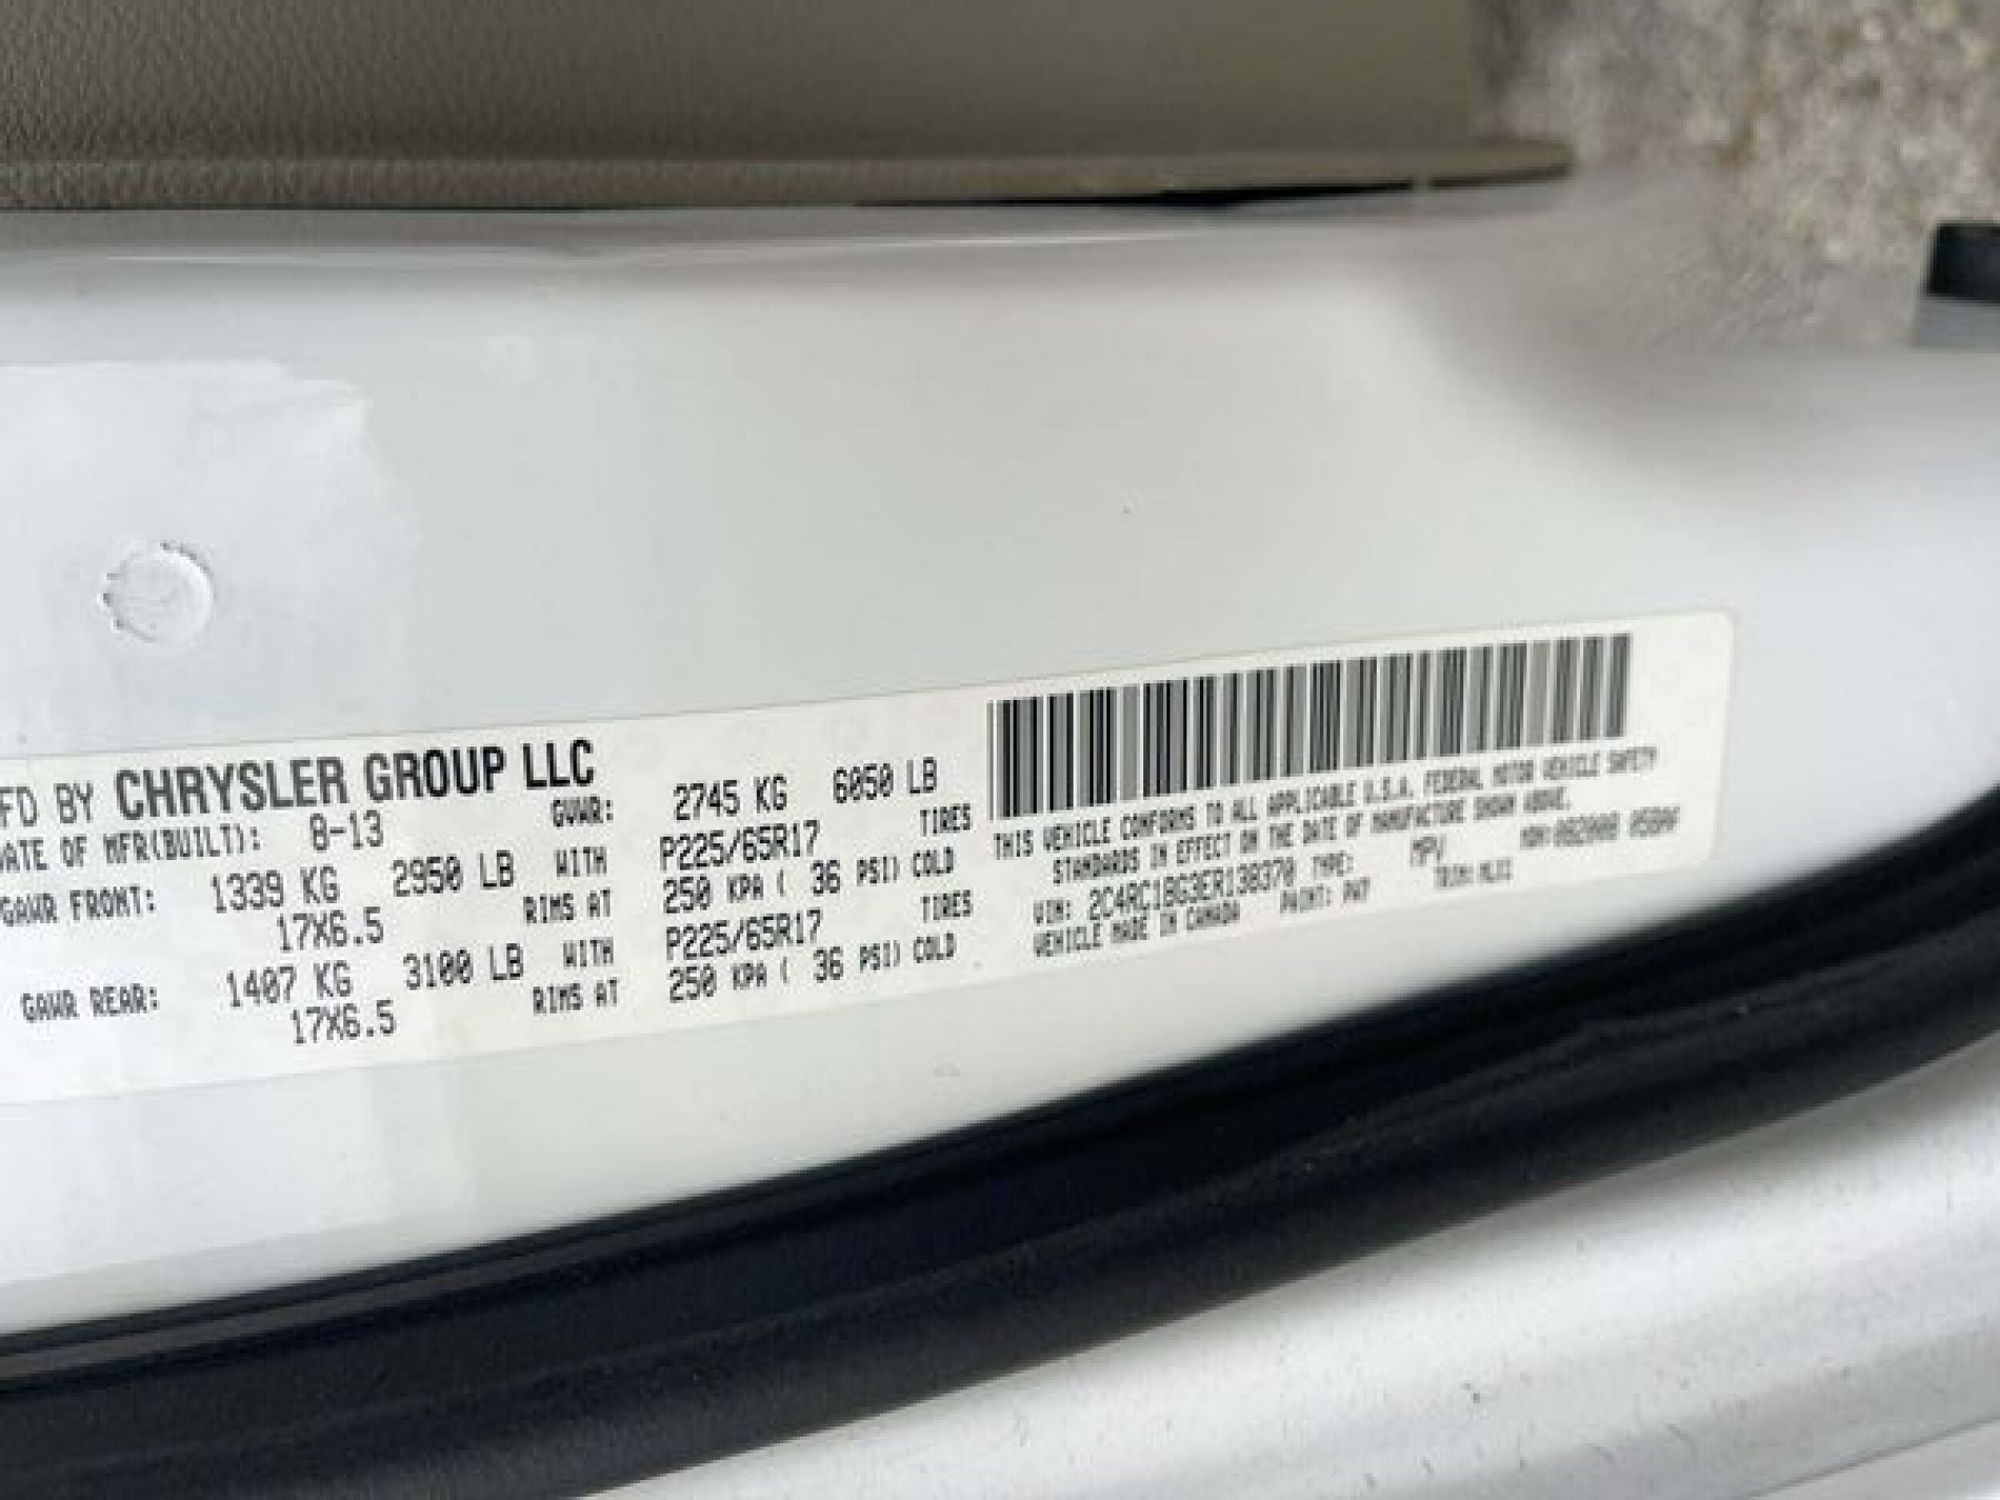 FD BY CHRYSLER GROUP LLC
ATE OF MFR(BUILT): 8-13 GVWR: 2745 KG 6050 LB
GAWR FRONT: 1339 KG 2950 LB WITH P225/65R17 TIRES
17X6.5 RIMS AT 250 KPA ( 36 PSI) COLD
GAWR REAR: 1407 KG 3100 LB WITH P225/65R17 TIRES
17X6.5 RIMS AT 250 KPA ( 36 PSI) COLD
THIS VEHICLE CONFORMS TO ALL APPLICABLE U.S.A. FEDERAL MOTOR VEHICLE SAFETY
STANDARDS IN EFFECT ON THE DATE OF MANUFACTURE SHOWN ABOVE.
VIN: 2C4RC1BG3ER138370 TYPE: MPV
VEHICLE MADE IN CANADA PAINT: PW7 TRIM: